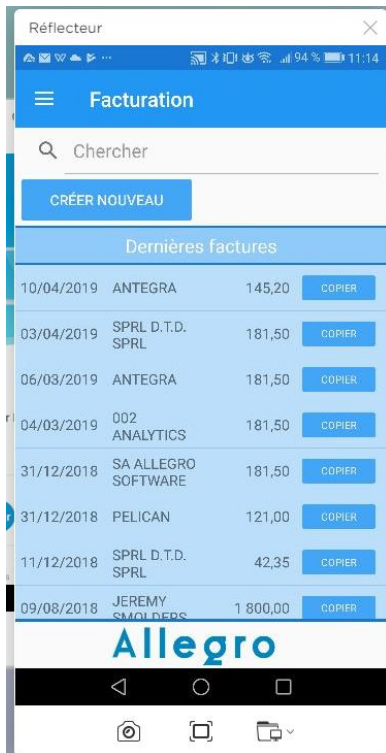 Réflecteur
94 % 11:14
Facturation
Chercher
CRÉER NOUVEAU
Dernières factures
10/04/2019 ANTEGRA 145,20 COPIER
03/04/2019 SPRL D.T.D. SPRL 181,50 COPIER
06/03/2019 ANTEGRA 181,50 COPIER
04/03/2019 002 ANALYTICS 181,50 COPIER
31/12/2018 SA ALLEGRO SOFTWARE 181,50 COPIER
31/12/2018 PELICAN 121,00 COPIER
11/12/2018 SPRL D.T.D. SPRL 42,35 COPIER
09/08/2018 JEREMY SMOLDERS 1 800,00 COPIER
Allegro